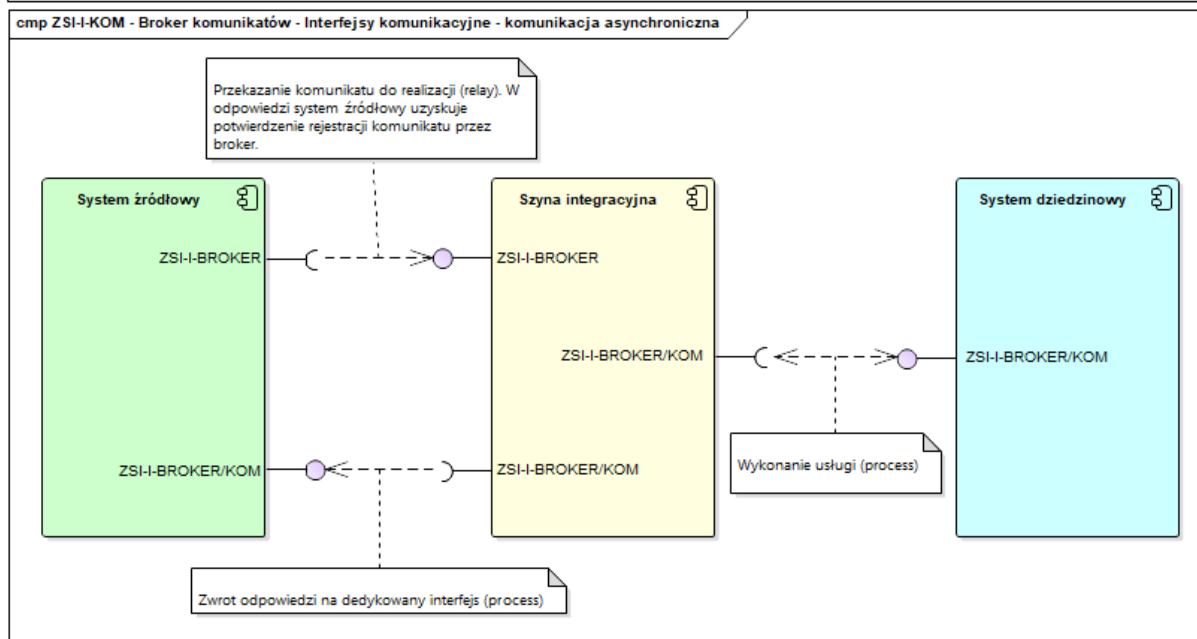 cmp ZSI-I-KOM - Broker komunikatów - Interfejsy komunikacyjne - komunikacja asynchroniczna
Przekazanie komunikatu do realizacji (relay). W
odpowiedzi system źródłowy uzyskuje
potwierdzenie rejestracji komunikatu przez
broker.
System źródłowy
Szyna integracyjna
System dziedzinowy
ZSI-I-BROKER
ZSI-I-BROKER
ZSI-I-BROKER/KOM
ZSI-I-BROKER/KOM
ZSI-I-BROKER/KOM
ZSI-I-BROKER/KOM
Wykonanie usługi (process)
Zwrot odpowiedzi na dedykowany interfejs (process)